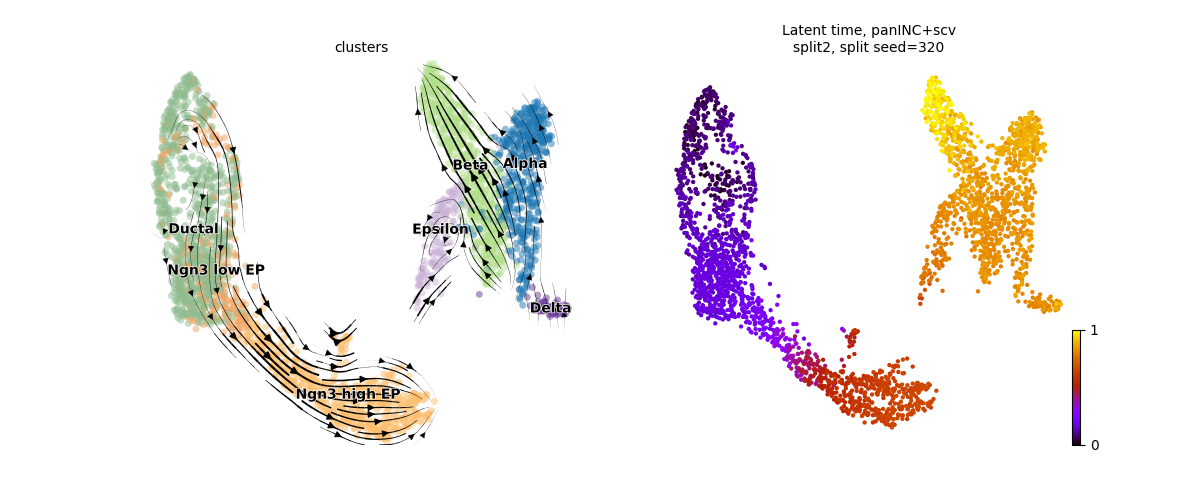 clusters
Latent time, panINC+scv
split2, split seed=320
Beta
Alpha
Ductal
Epsilon
Ngn3 low EP
Delta
Ngn3 high EP
1
0